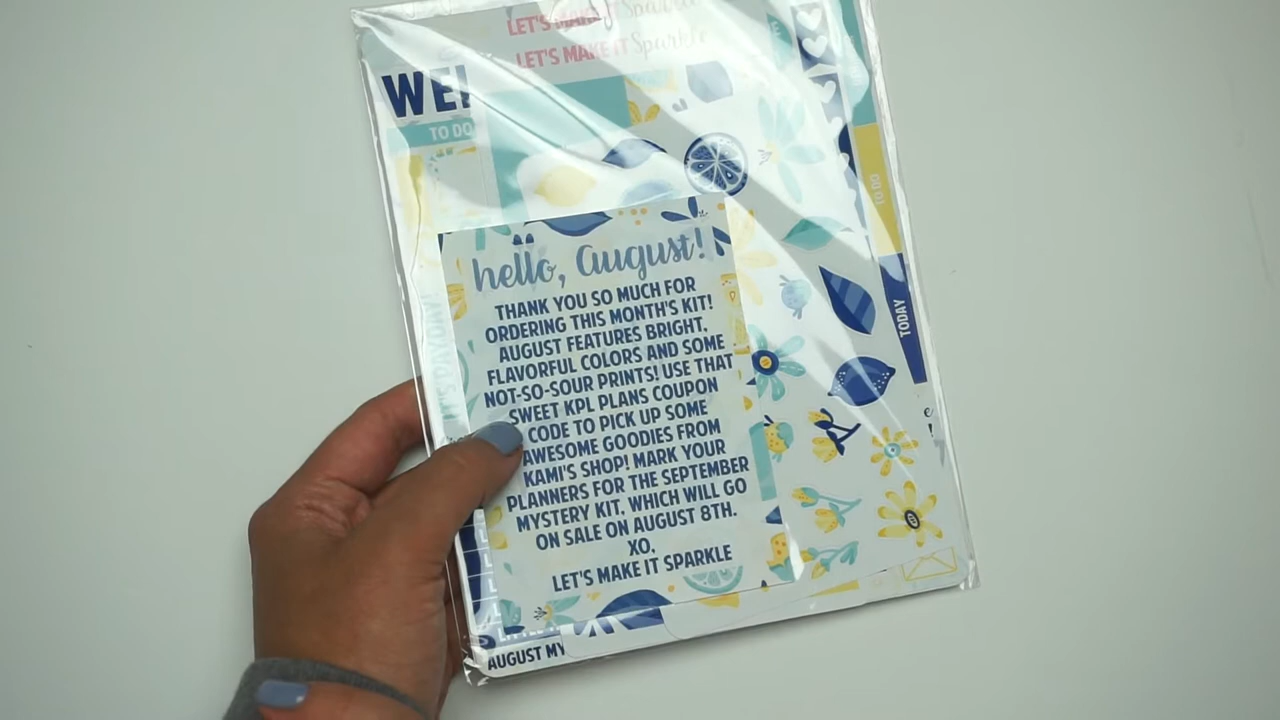 LET'S MAKE IT Sparkle
LET'S MAKE IT Sparkle
TO DO
TO DO
TODAY
hello, august!
THANK YOU SO MUCH FOR
ORDERING THIS MONTH'S KIT!
AUGUST FEATURES BRIGHT,
FLAVORFUL COLORS AND SOME
NOT-SO-SOUR PRINTS! USE THAT
SWEET KPL PLANS COUPON
CODE TO PICK UP SOME
AWESOME GOODIES FROM
KAMI'S SHOP! MARK YOUR
PLANNERS FOR THE SEPTEMBER
MYSTERY KIT, WHICH WILL GO
ON SALE ON AUGUST 8TH.
XO,
LET'S MAKE IT SPARKLE
AUGUST MY